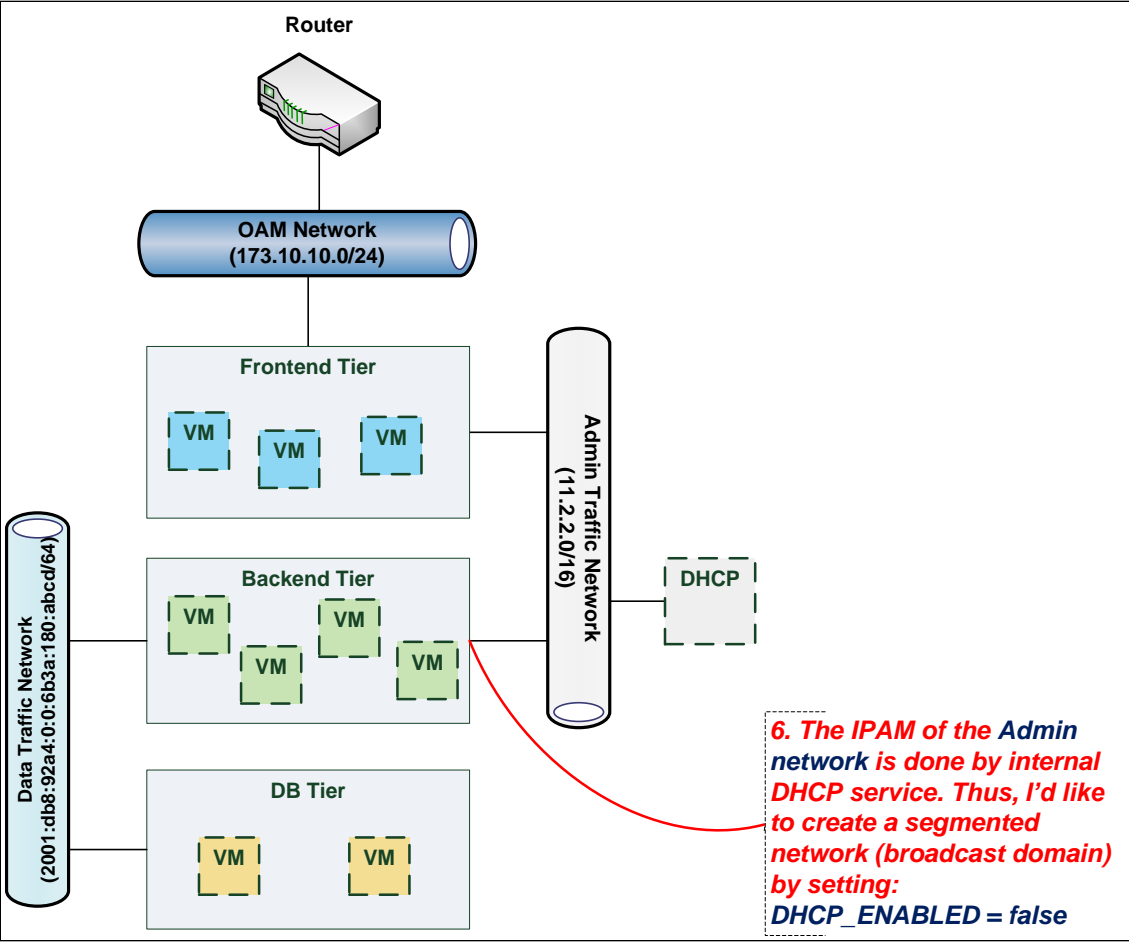 Router
OAM Network
(173.10.10.0/24)
Frontend Tier
VM
VM
VM
Admin Traffic Network
(11.2.2.0/16)
Backend Tier
VM
VM
VM
VM
DHCP
Data Traffic Network
(2001:db8:92a4:0:0:6b3a:180:abcd/64)
DB Tier
VM
VM
6. The IPAM of the Admin
network is done by internal
DHCP service. Thus, I'd like
to create a segmented
network (broadcast domain)
by setting:
DHCP_ENABLED = false